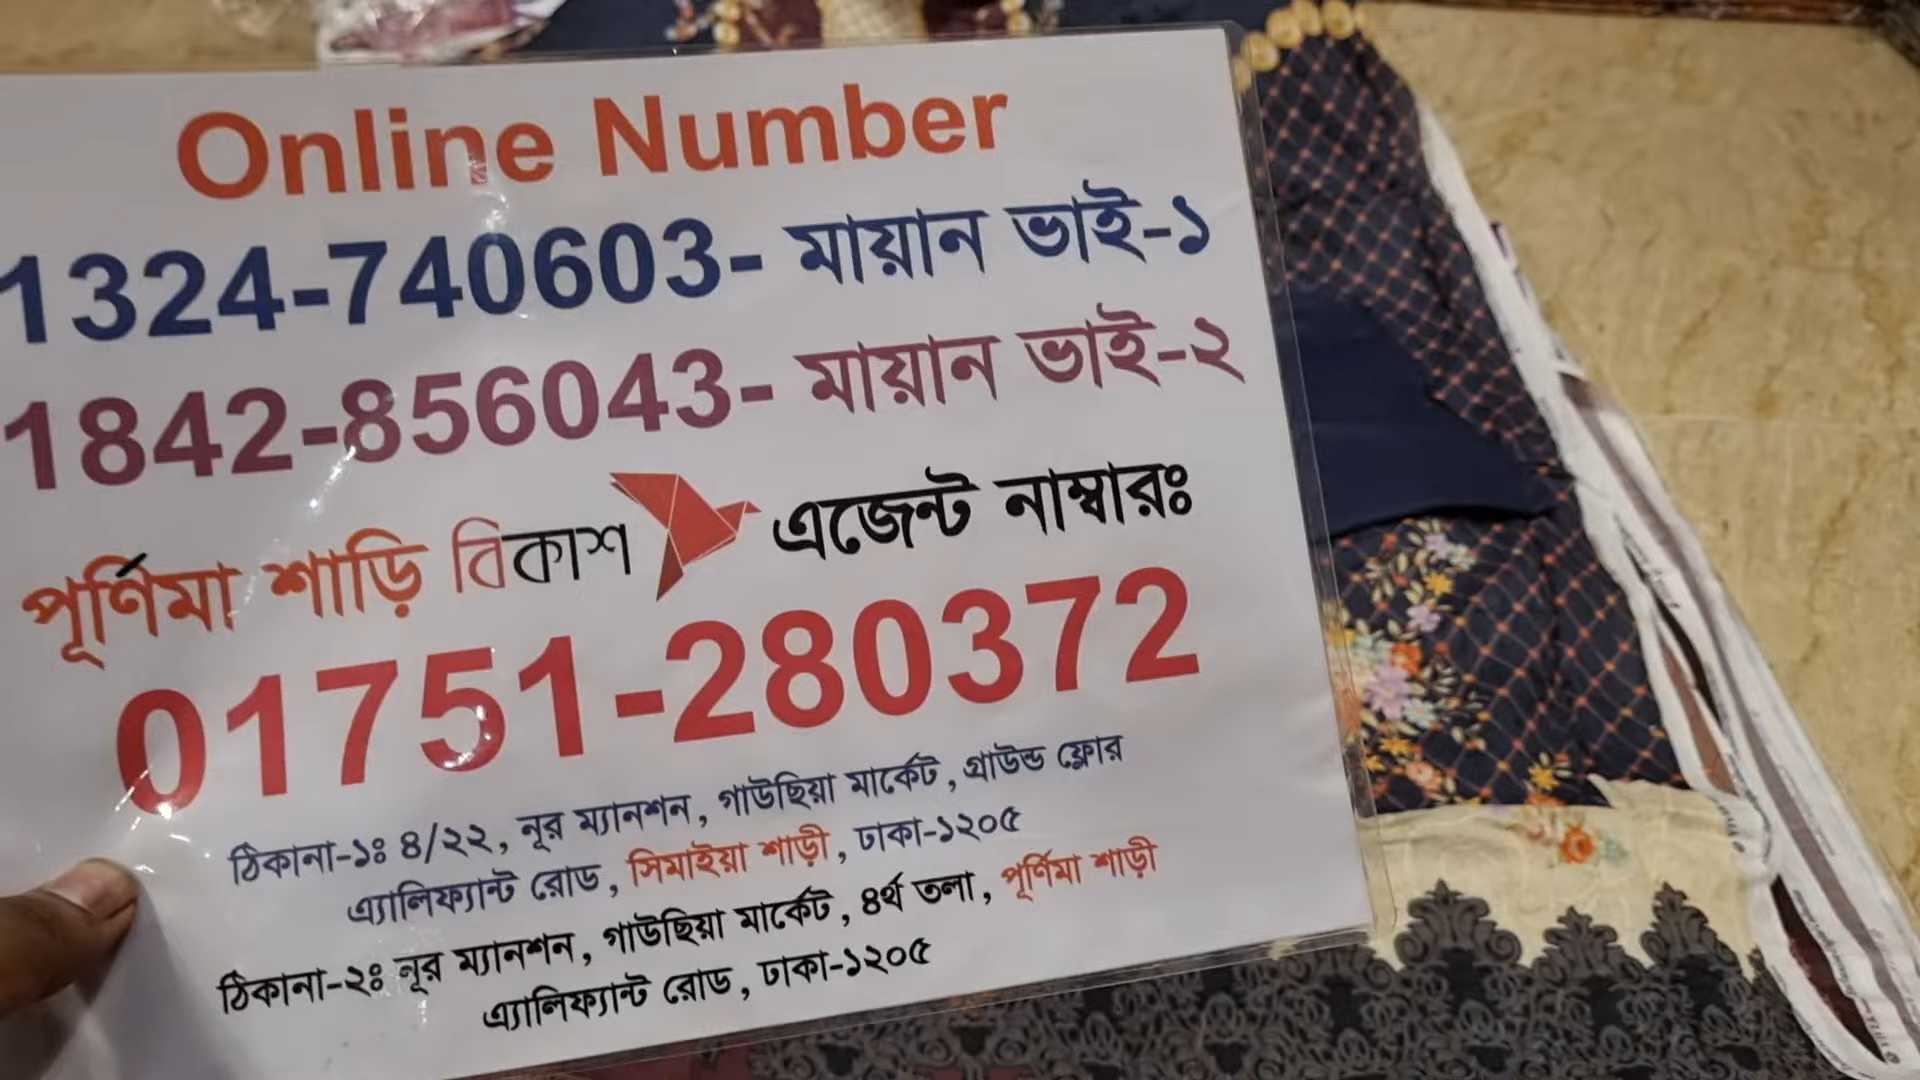 Online Number
1324-740603- মায়ান ভাই-১
1842-856043- মায়ান ভাই-২
পূর্ণিমা শাড়ি বিকাশ এজেন্ট নাম্বারঃ
01751-280372
ঠিকানা-১ঃ ৪/২২, নূর ম্যানশন, গাউছিয়া মার্কেট, গ্রাউন্ড ফ্লোর
এ্যালিফ্যান্ট রোড, সিমাইয়া শাড়ী, ঢাকা-১২০৫
ঠিকানা-২ঃ নূর ম্যানশন, গাউছিয়া মার্কেট, ৪র্থ তলা, পূর্ণিমা শাড়ী
এ্যালিফ্যান্ট রোড, ঢাকা-১২০৫